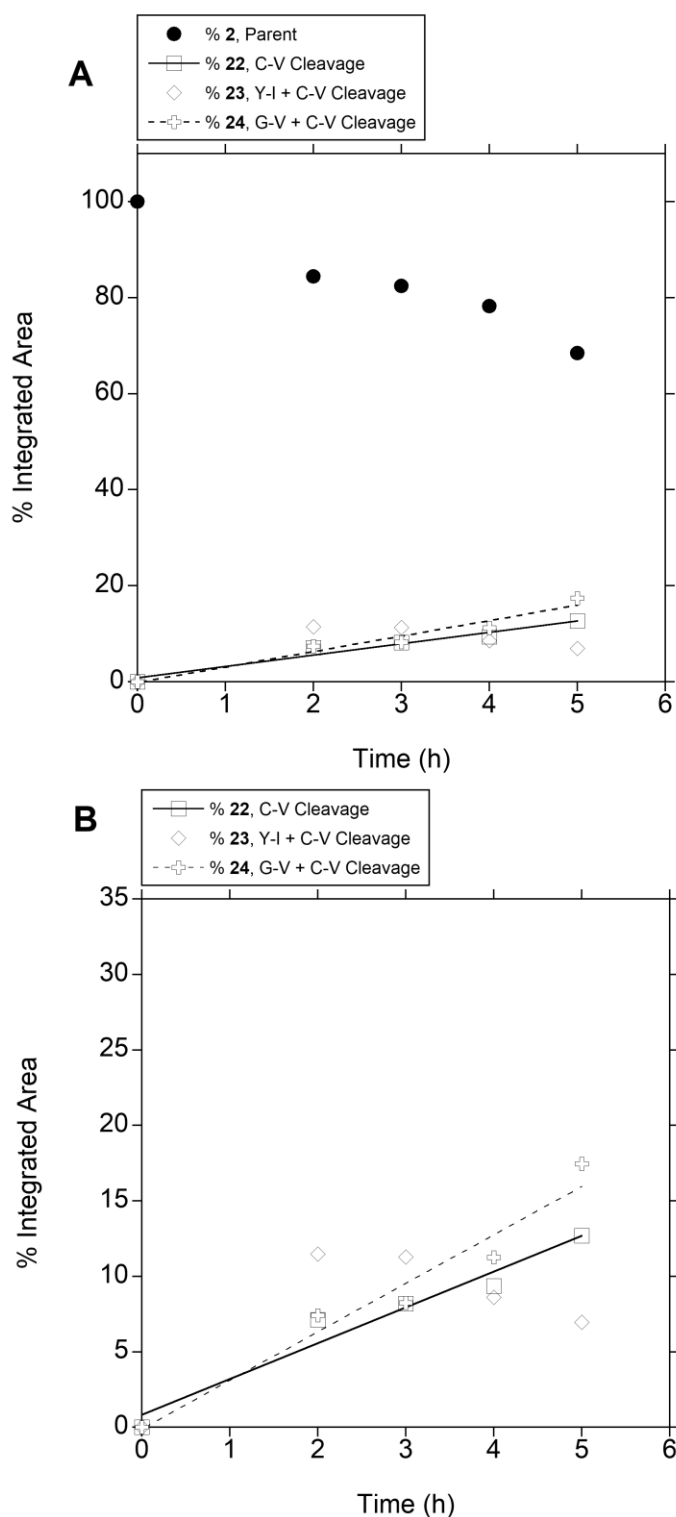 A
% 2, Parent
% 22, C-V Cleavage
% 23, Y-I + C-V Cleavage
% 24, G-V + C-V Cleavage
100
80
60
40
20
0
% Integrated Area
0 1 2 3 4 5 6
Time (h)
B
% 22, C-V Cleavage
% 23, Y-I + C-V Cleavage
% 24, G-V + C-V Cleavage
35
30
25
20
15
10
5
0
% Integrated Area
0 1 2 3 4 5 6
Time (h)